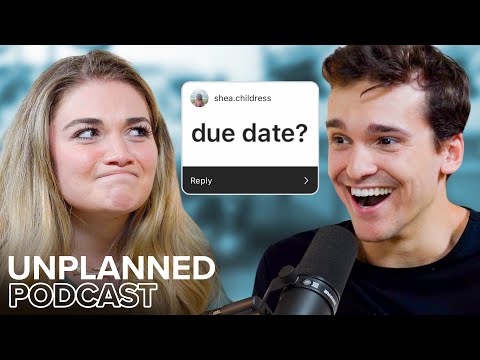 shea.childress
due date?
Reply
UNPLANNED
PODCAST